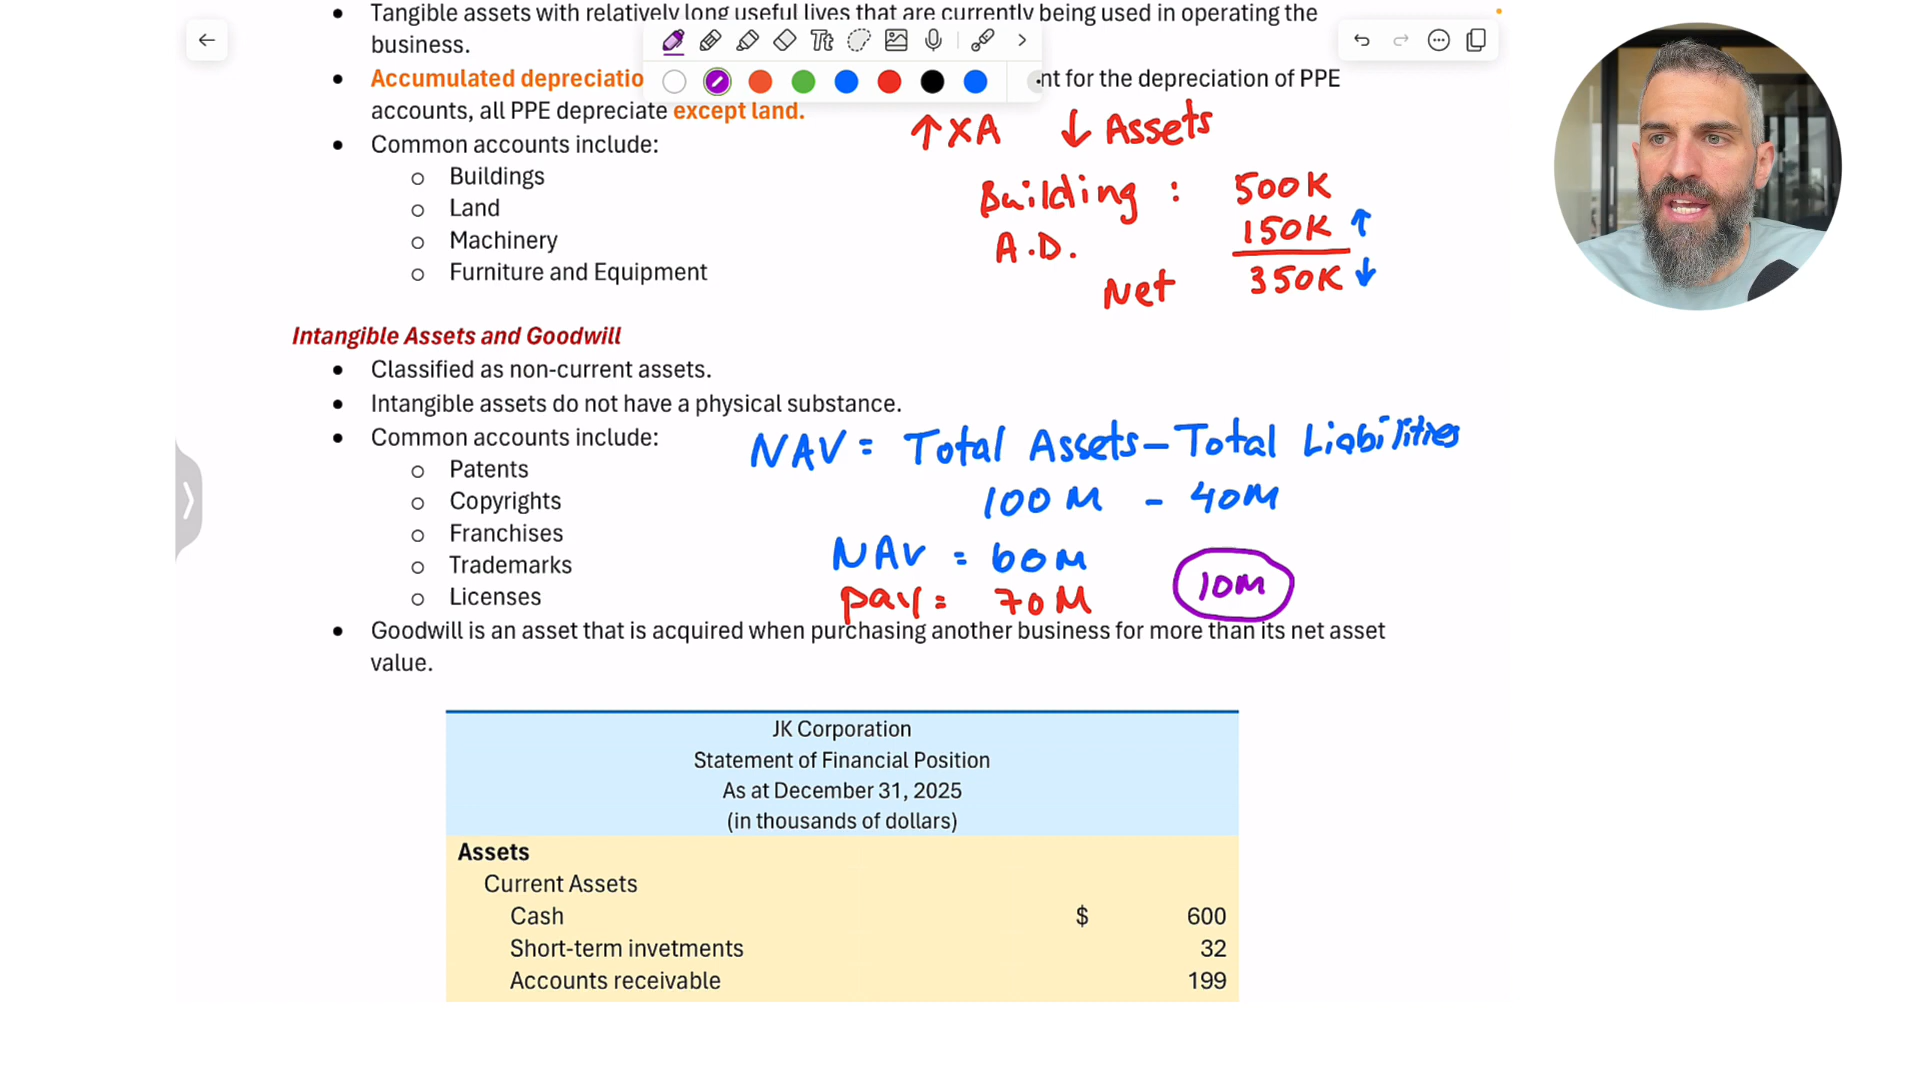 Tangible assets with relatively long useful lives that are currently being used in operating the
business.
Accumulated depreciatio nt for the depreciation of PPE
accounts, all PPE depreciate except land.
↑XA ↓ Assets
Common accounts include:
Buildings
Land
Machinery
Furniture and Equipment
Building : 500K
A.D. 150K ↑
Net 350K ↓
Intangible Assets and Goodwill
Classified as non-current assets.
Intangible assets do not have a physical substance.
Common accounts include:
NAV = Total Assets - Total Liabilities
100M - 40M
Patents
Copyrights
Franchises
Trademarks
Licenses
NAV = 60M
pay = 70M
10M
Goodwill is an asset that is acquired when purchasing another business for more than its net asset
value.
JK Corporation
Statement of Financial Position
As at December 31, 2025
(in thousands of dollars)
Assets
Current Assets
Cash $ 600
Short-term invetments 32
Accounts receivable 199
Tt